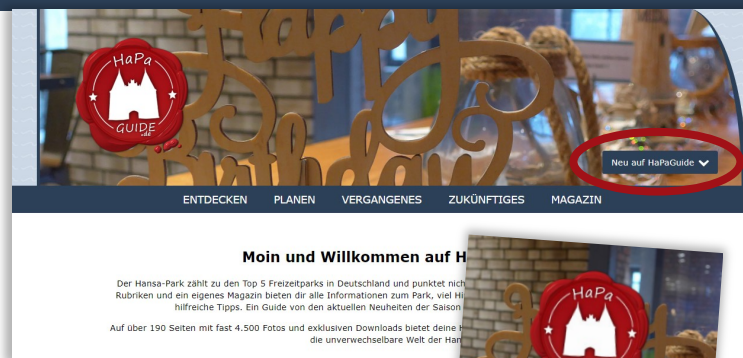 HaPa
GUIDE
.de
Happy
Birthday
Neu auf HaPaGuide
ENTDECKEN PLANEN VERGANGENES ZUKÜNFTIGES MAGAZIN
Moin und Willkommen auf H
Der Hansa-Park zählt zu den Top 5 Freizeitparks in Deutschland und punktet nich
Rubriken und ein eigenes Magazin bieten dir alle Informationen zum Park, viel Hi
hilfreiche Tipps. Ein Guide von den aktuellen Neuheiten der Saison
Auf über 190 Seiten mit fast 4.500 Fotos und exklusiven Downloads bietet deine H
die unverwechselbare Welt der Han
HaPa